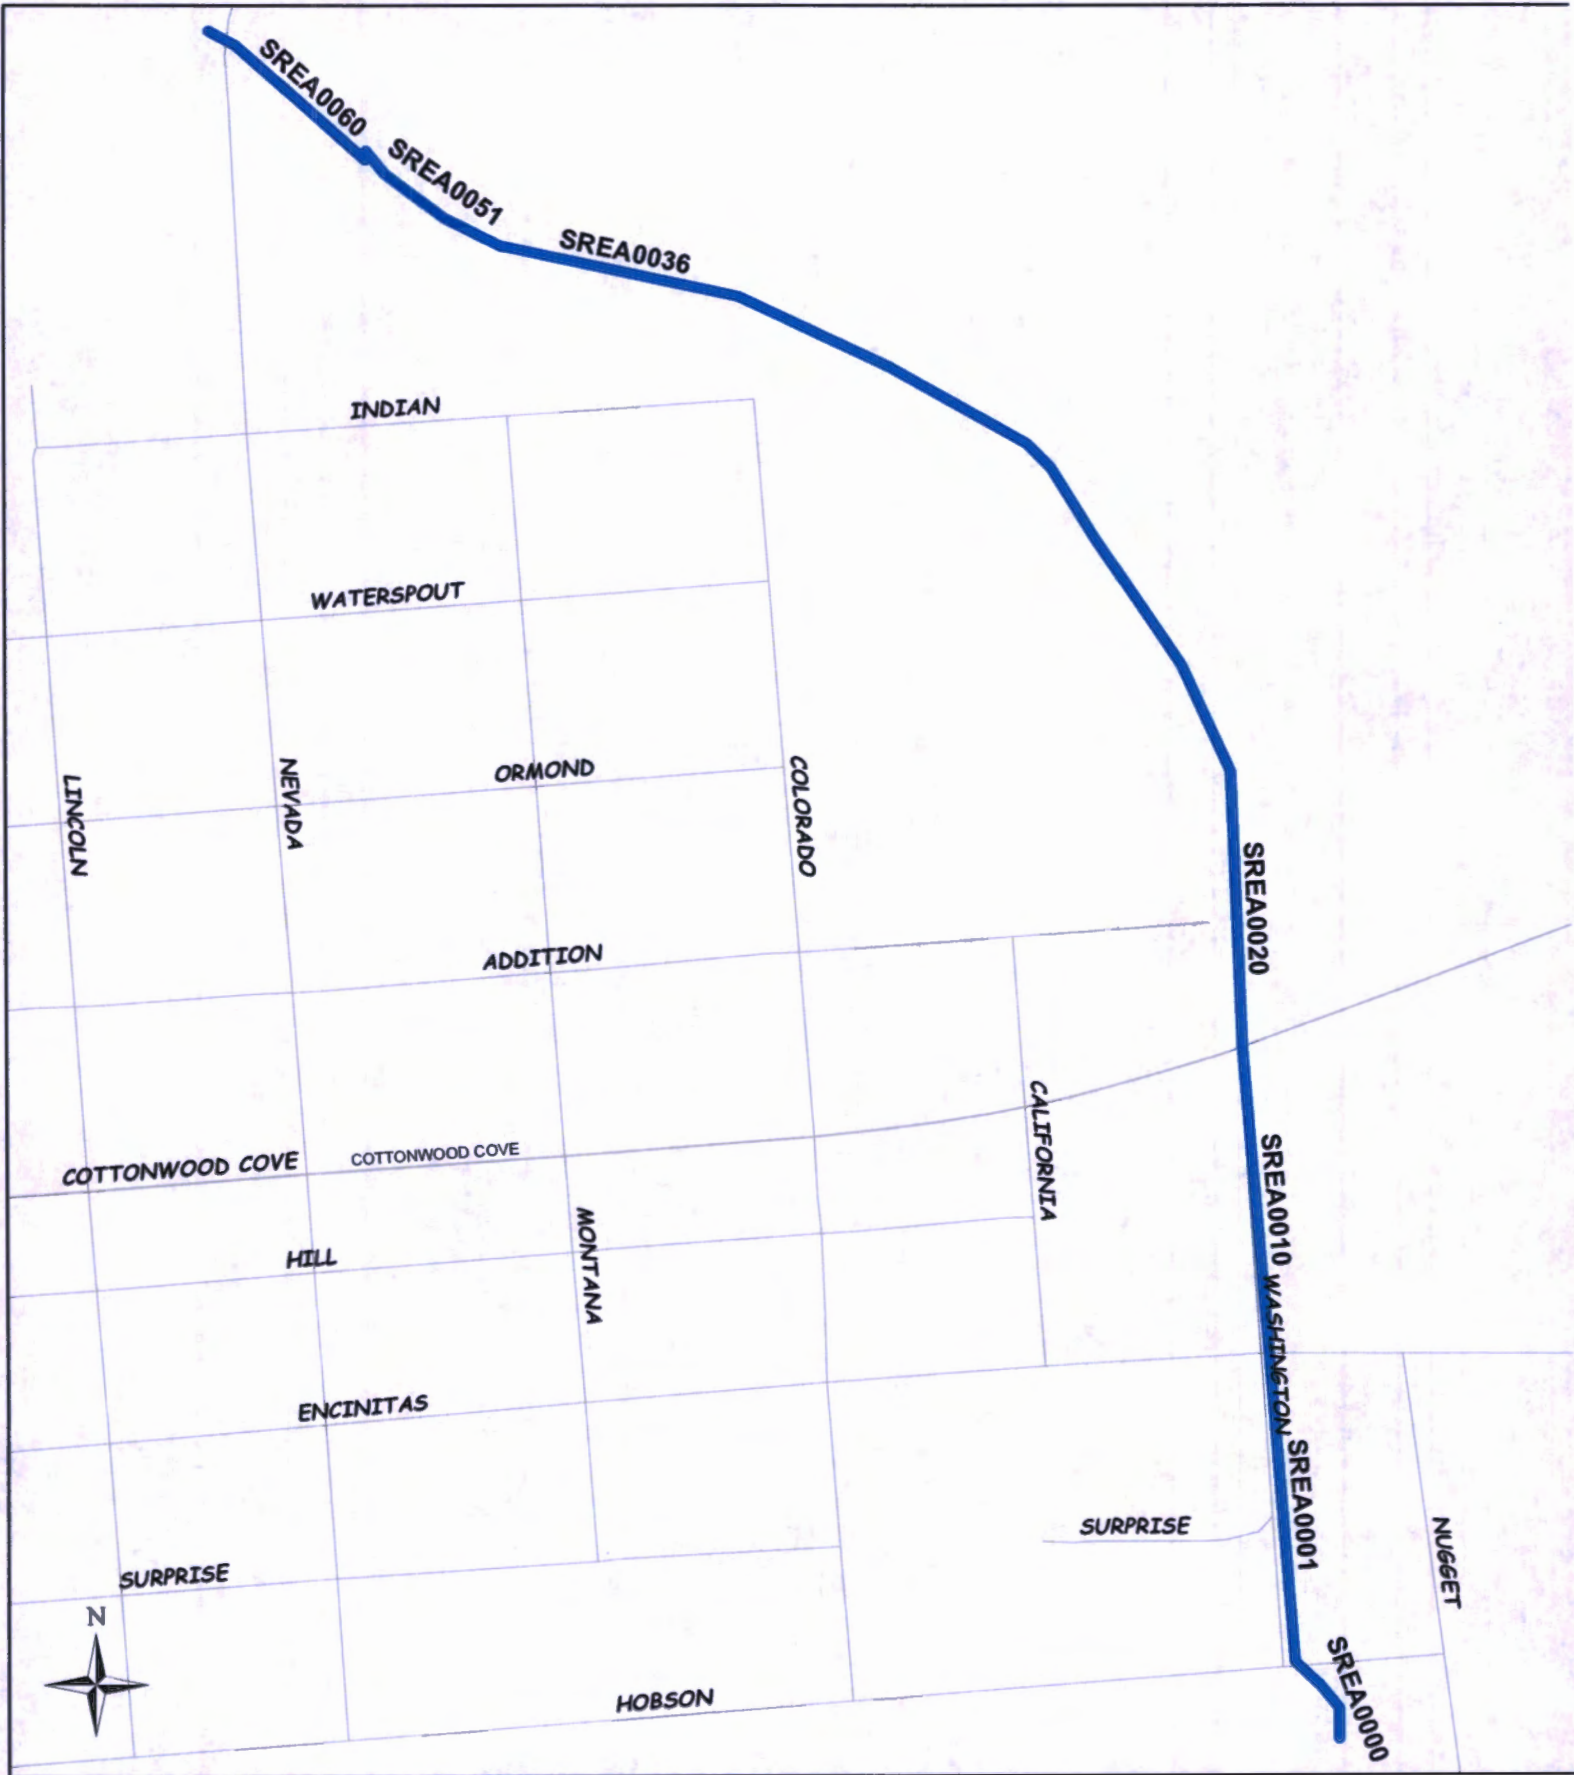 SREA0060
SREA0051
SREA0036
INDIAN
WATERSPOUT
LINCOLN
NEVADA
ORMOND
COLORADO
SREA0020
ADDITION
CALIFORNIA
COTTONWOOD COVE
COTTONWOOD COVE
SREA0010
MONTANA
HILL
WASHINGTON
ENCINITAS
SREA0001
SURPRISE
NUGGET
SURPRISE
N
HOBSON
SREA0000